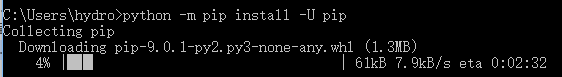 C:\Users\hydro>python -m pip install -U pip
Collecting pip
Downloading pip-9.0.1-py2.py3-none-any.whl (1.3MB)
4% |█▌ | 61kB 7.9kB/s eta 0:02:32